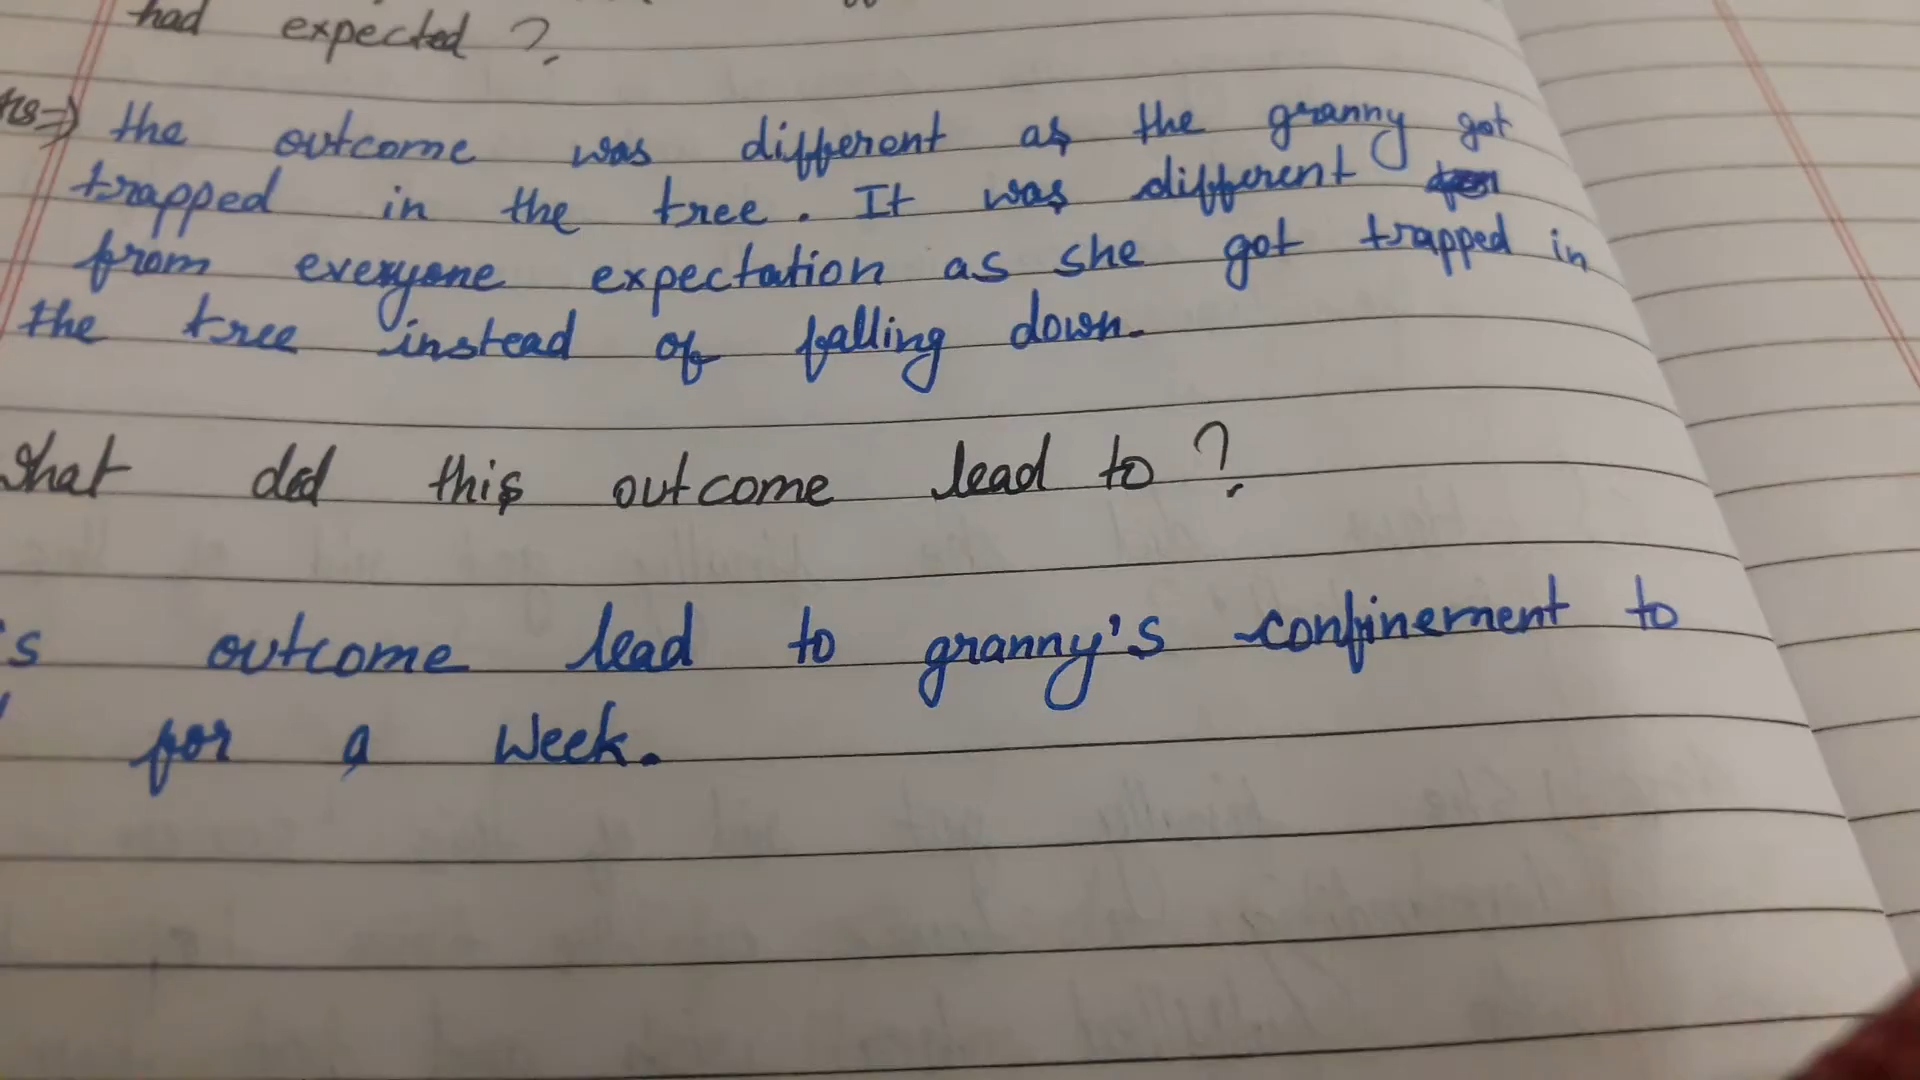 had expected ?
the outcome was different as the granny got
trapped in the tree. It was different
from everyone expectation as she got trapped in
the tree instead of falling down.
What did this outcome lead to ?
's outcome lead to granny's confinement to
for a week.